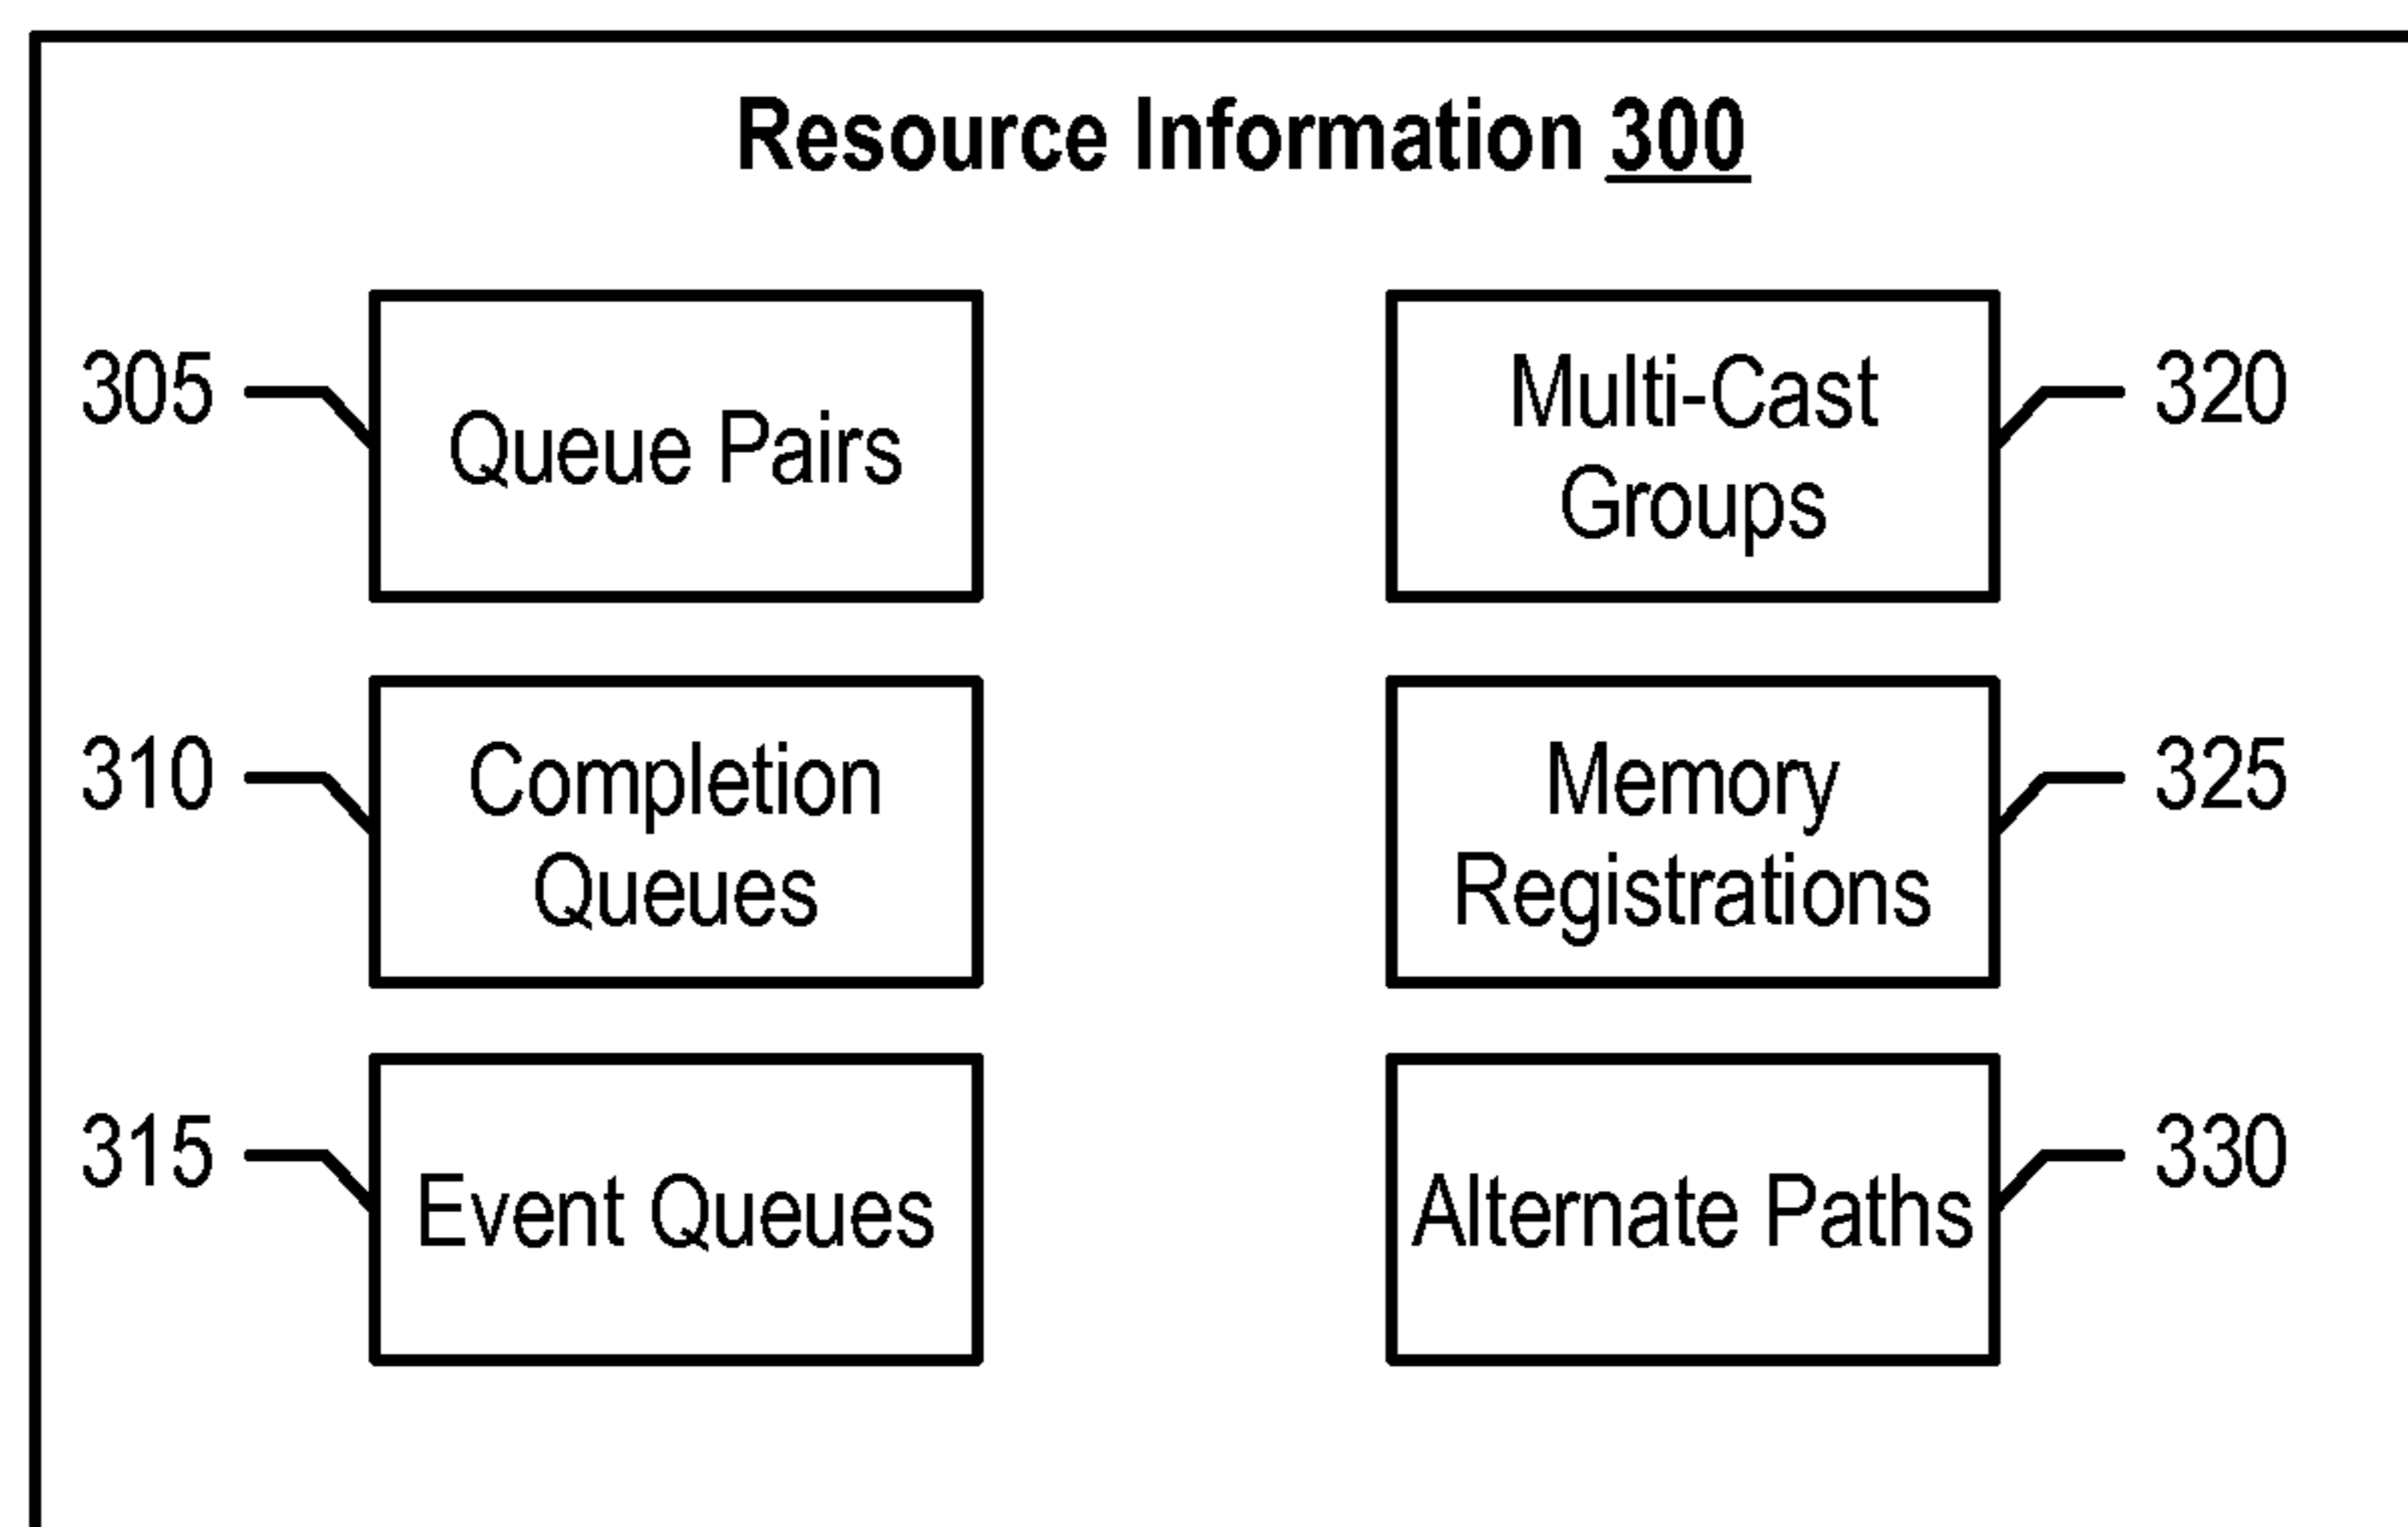 Resource Information 300
305
Queue Pairs
Multi-Cast
Groups
320
310
Completion
Queues
Memory
Registrations
325
315
Event Queues
Alternate Paths
330